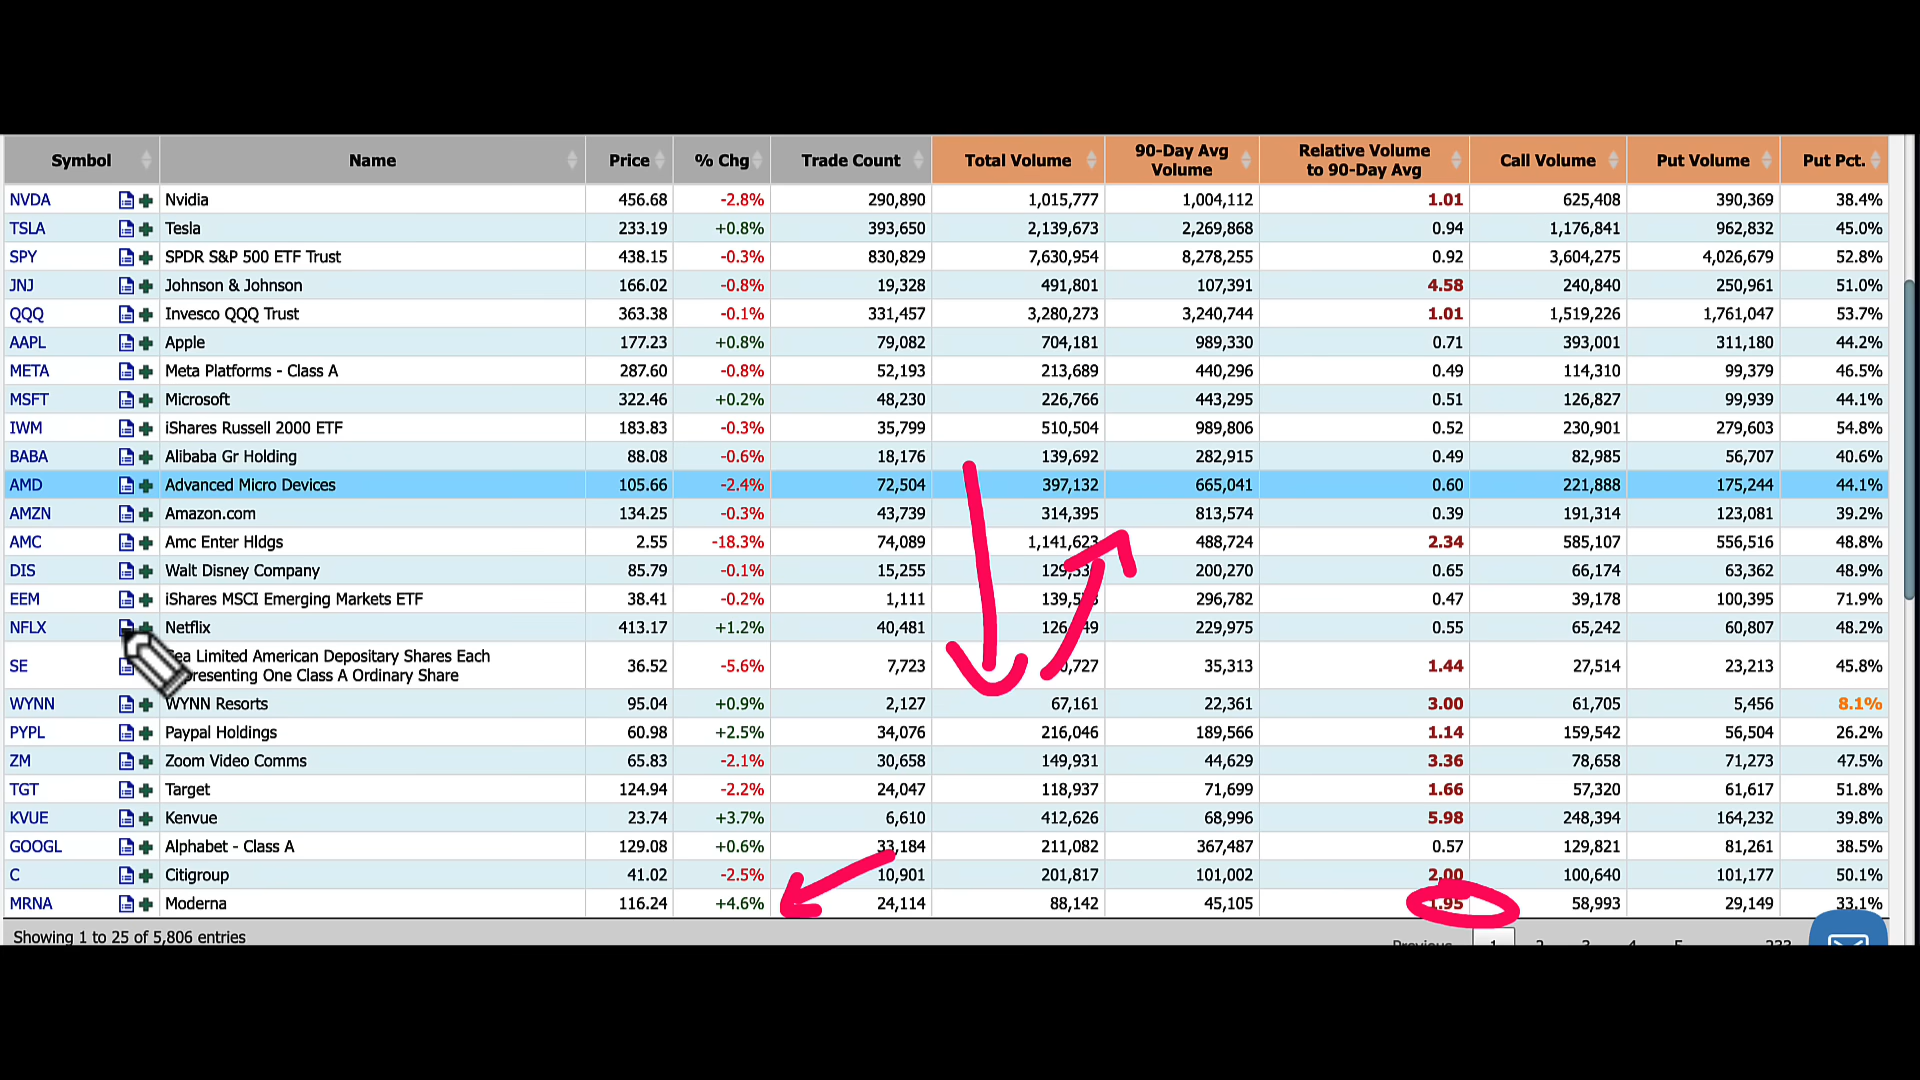 Symbol Name Price % Chg Trade Count Total Volume 90-Day Avg Volume Relative Volume to 90-Day Avg Call Volume Put Volume Put Pct.
NVDA Nvidia 456.68 -2.8% 290,890 1,015,777 1,004,112 1.01 625,408 390,369 38.4%
TSLA Tesla 233.19 +0.8% 393,650 2,139,673 2,269,868 0.94 1,176,841 962,832 45.0%
SPY SPDR S&P 500 ETF Trust 438.15 -0.3% 830,829 7,630,954 8,278,255 0.92 3,604,275 4,026,679 52.8%
JNJ Johnson & Johnson 166.02 -0.8% 19,328 491,801 107,391 4.58 240,840 250,961 51.0%
QQQ Invesco QQQ Trust 363.38 -0.1% 331,457 3,280,273 3,240,744 1.01 1,519,226 1,761,047 53.7%
AAPL Apple 177.23 +0.8% 79,082 704,181 989,330 0.71 393,001 311,180 44.2%
META Meta Platforms - Class A 287.60 -0.8% 52,193 213,689 440,296 0.49 114,310 99,379 46.5%
MSFT Microsoft 322.46 +0.2% 48,230 226,766 443,295 0.51 126,827 99,939 44.1%
IWM iShares Russell 2000 ETF 183.83 -0.3% 35,799 510,504 989,806 0.52 230,901 279,603 54.8%
BABA Alibaba Gr Holding 88.08 -0.6% 18,176 139,692 282,915 0.49 82,985 56,707 40.6%
AMD Advanced Micro Devices 105.66 -2.4% 72,504 397,132 665,041 0.60 221,888 175,244 44.1%
AMZN Amazon.com 134.25 -0.3% 43,739 314,395 813,574 0.39 191,314 123,081 39.2%
AMC Amc Enter Hldgs 2.55 -18.3% 74,089 1,141,623 488,724 2.34 585,107 556,516 48.8%
DIS Walt Disney Company 85.79 -0.1% 15,255 200,270 0.65 66,174 63,362 48.9%
EEM iShares MSCI Emerging Markets ETF 38.41 -0.2% 1,111 296,782 0.47 39,178 100,395 71.9%
NFLX Netflix 413.17 +1.2% 40,481 229,975 0.55 65,242 60,807 48.2%
SE Sea Limited American Depositary Shares Each Representing One Class A Ordinary Share 36.52 -5.6% 7,723 35,313 1.44 27,514 23,213 45.8%
WYNN WYNN Resorts 95.04 +0.9% 2,127 67,161 22,361 3.00 61,705 5,456 8.1%
PYPL Paypal Holdings 60.98 +2.5% 34,076 216,046 189,566 1.14 159,542 56,504 26.2%
ZM Zoom Video Comms 65.83 -2.1% 30,658 149,931 44,629 3.36 78,658 71,273 47.5%
TGT Target 124.94 -2.2% 24,047 118,937 71,699 1.66 57,320 61,617 51.8%
KVUE Kenvue 23.74 +3.7% 6,610 412,626 68,996 5.98 248,394 164,232 39.8%
GOOGL Alphabet - Class A 129.08 +0.6% 33,184 211,082 367,487 0.57 129,821 81,261 38.5%
C Citigroup 41.02 -2.5% 10,901 201,817 101,002 2.00 100,640 101,177 50.1%
MRNA Moderna 116.24 +4.6% 24,114 88,142 45,105 1.95 58,993 29,149 33.1%
Showing 1 to 25 of 5,806 entries Previous 1 2 3 4 5 233